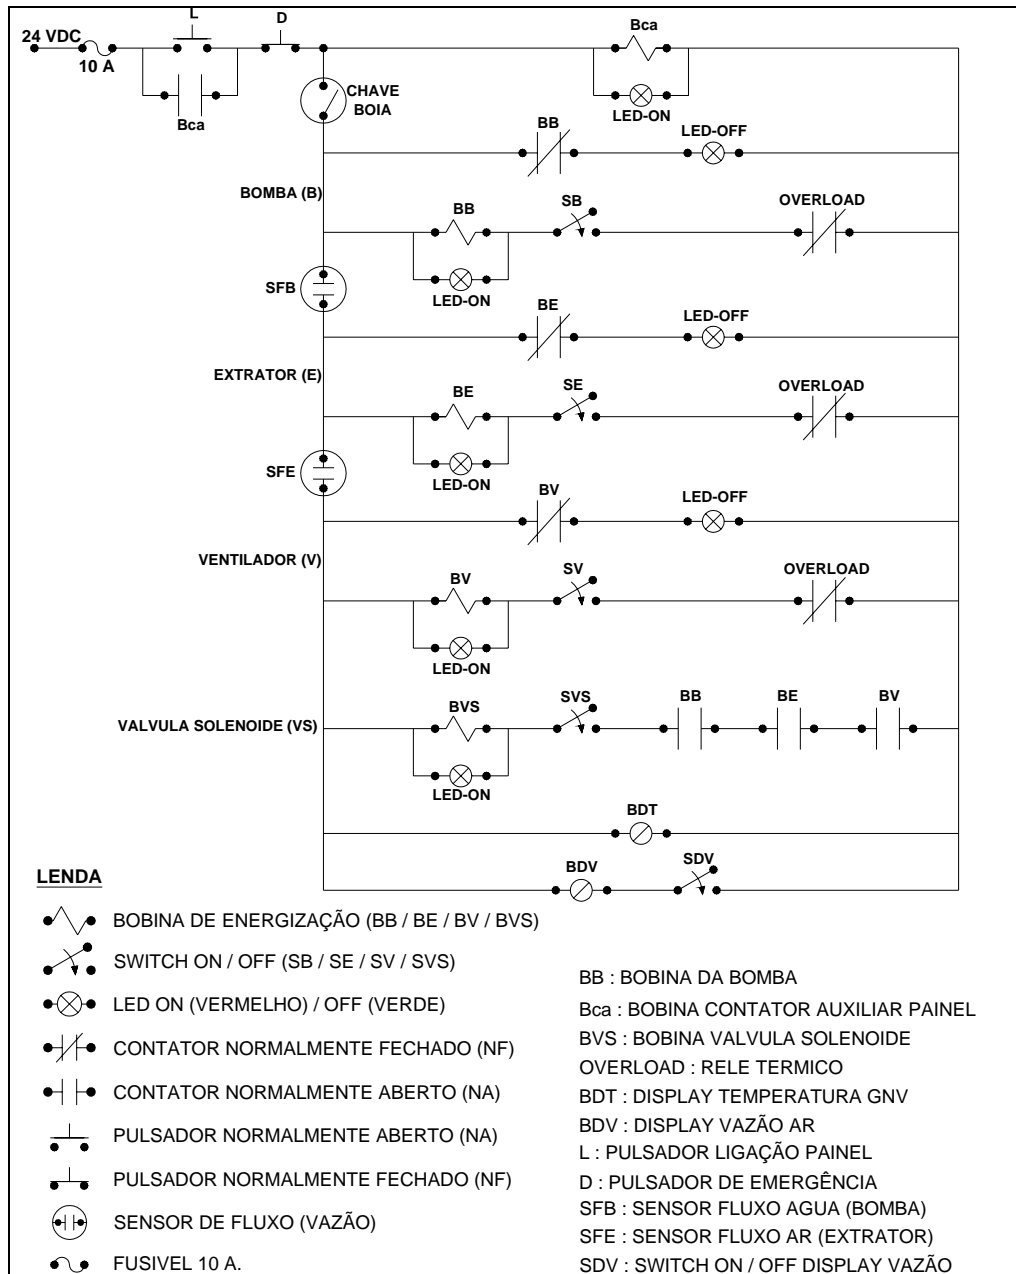 L
D
24 VDC
10 A
Bca
Bca
LED-ON
CHAVE
BOIA
BB
LED-OFF
BOMBA (B)
BB
SB
OVERLOAD
LED-ON
SFB
BE
LED-OFF
EXTRATOR (E)
BE
SE
OVERLOAD
LED-ON
SFE
BV
LED-OFF
VENTILADOR (V)
BV
SV
OVERLOAD
LED-ON
VALVULA SOLENOIDE (VS)
BVS
SVS
BB
BE
BV
LED-ON
BDT
BDV
SDV
LENDA
BOBINA DE ENERGIZAÇÃO (BB / BE / BV / BVS)
SWITCH ON / OFF (SB / SE / SV / SVS)
LED ON (VERMELHO) / OFF (VERDE)
CONTATOR NORMALMENTE FECHADO (NF)
CONTATOR NORMALMENTE ABERTO (NA)
PULSADOR NORMALMENTE ABERTO (NA)
PULSADOR NORMALMENTE FECHADO (NF)
SENSOR DE FLUXO (VAZÃO)
FUSIVEL 10 A.
BB : BOBINA DA BOMBA
Bca : BOBINA CONTATOR AUXILIAR PAINEL
BVS : BOBINA VALVULA SOLENOIDE
OVERLOAD : RELE TERMICO
BDT : DISPLAY TEMPERATURA GNV
BDV : DISPLAY VAZÃO AR
L : PULSADOR LIGAÇÃO PAINEL
D : PULSADOR DE EMERGÊNCIA
SFB : SENSOR FLUXO AGUA (BOMBA)
SFE : SENSOR FLUXO AR (EXTRATOR)
SDV : SWITCH ON / OFF DISPLAY VAZÃO